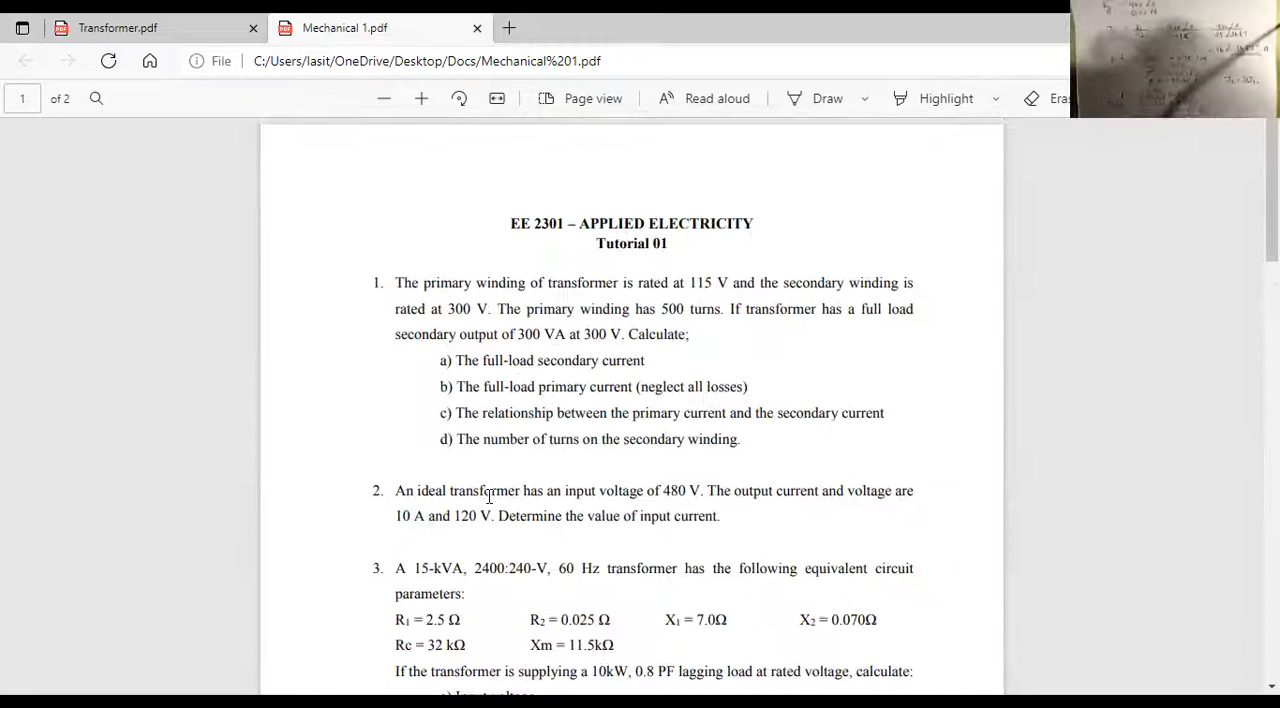 Transformer.pdf
Mechanical 1.pdf
File C:/Users/lasit/OneDrive/Desktop/Docs/Mechanical%201.pdf
1 of 2 Page view Read aloud Draw Highlight Eras
EE 2301 – APPLIED ELECTRICITY
Tutorial 01
1. The primary winding of transformer is rated at 115 V and the secondary winding is
rated at 300 V. The primary winding has 500 turns. If transformer has a full load
secondary output of 300 VA at 300 V. Calculate;
a) The full-load secondary current
b) The full-load primary current (neglect all losses)
c) The relationship between the primary current and the secondary current
d) The number of turns on the secondary winding.
2. An ideal transformer has an input voltage of 480 V. The output current and voltage are
10 A and 120 V. Determine the value of input current.
3. A 15-kVA, 2400:240-V, 60 Hz transformer has the following equivalent circuit
parameters:
R₁ = 2.5 Ω R₂ = 0.025 Ω X₁ = 7.0Ω X₂ = 0.070Ω
Rc = 32 kΩ Xm = 11.5kΩ
If the transformer is supplying a 10kW, 0.8 PF lagging load at rated voltage, calculate: